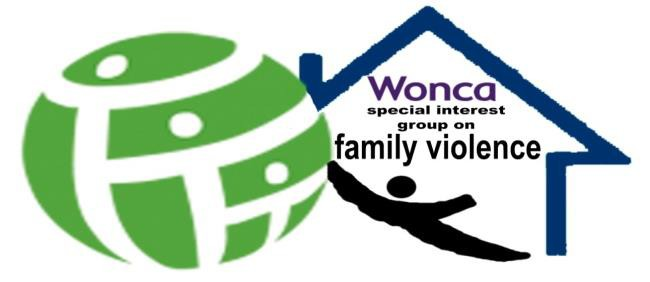 Wonca
special interest
group on
family violence